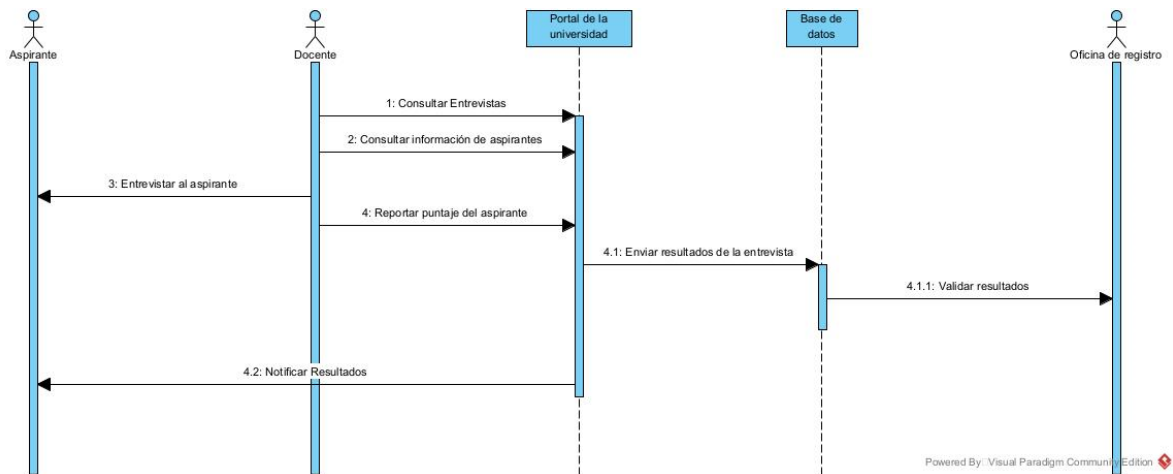 Aspirante
Docente
Portal de la
universidad
Base de
datos
Oficina de registro
1: Consultar Entrevistas
2: Consultar información de aspirantes
3: Entrevistar al aspirante
4: Reportar puntaje del aspirante
4.1: Enviar resultados de la entrevista
4.1.1: Validar resultados
4.2: Notificar Resultados
Powered By Visual Paradigm Community Edition